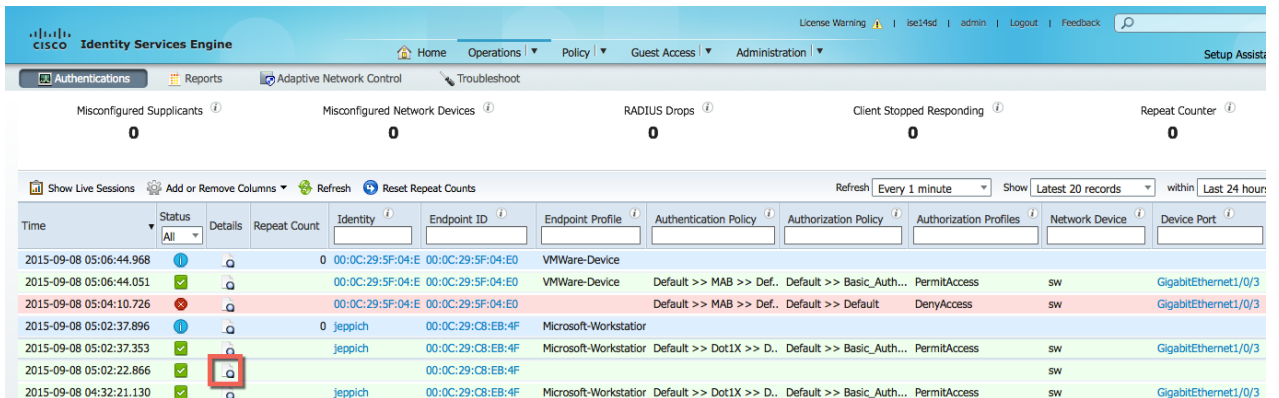 License Warning | ise14sd | admin | Logout | Feedback
CISCO Identity Services Engine
Home Operations Policy Guest Access Administration
Setup Assista
Authentications Reports Adaptive Network Control Troubleshoot
Misconfigured Supplicants Misconfigured Network Devices RADIUS Drops Client Stopped Responding Repeat Counter
0 0 0 0 0
Show Live Sessions Add or Remove Columns Refresh Reset Repeat Counts Refresh Every 1 minute Show Latest 20 records within Last 24 hours
Time Status All Details Repeat Count Identity Endpoint ID Endpoint Profile Authentication Policy Authorization Policy Authorization Profiles Network Device Device Port
2015-09-08 05:06:44.968 0 00:0C:29:5F:04:E 00:0C:29:5F:04:E0 VMWare-Device
2015-09-08 05:06:44.051 00:0C:29:5F:04:E 00:0C:29:5F:04:E0 VMWare-Device Default >> MAB >> Def.. Default >> Basic_Auth... PermitAccess sw GigabitEthernet1/0/3
2015-09-08 05:04:10.726 00:0C:29:5F:04:E 00:0C:29:5F:04:E0 Default >> MAB >> Def.. Default >> Default DenyAccess sw GigabitEthernet1/0/3
2015-09-08 05:02:37.896 0 jeppich 00:0C:29:C8:EB:4F Microsoft-Workstation
2015-09-08 05:02:37.353 jeppich 00:0C:29:C8:EB:4F Microsoft-Workstation Default >> Dot1X >> D.. Default >> Basic_Auth... PermitAccess sw GigabitEthernet1/0/3
2015-09-08 05:02:22.866 00:0C:29:C8:EB:4F sw
2015-09-08 04:32:21.130 jeppich 00:0C:29:C8:EB:4F Microsoft-Workstation Default >> Dot1X >> D.. Default >> Basic_Auth... PermitAccess sw GigabitEthernet1/0/3